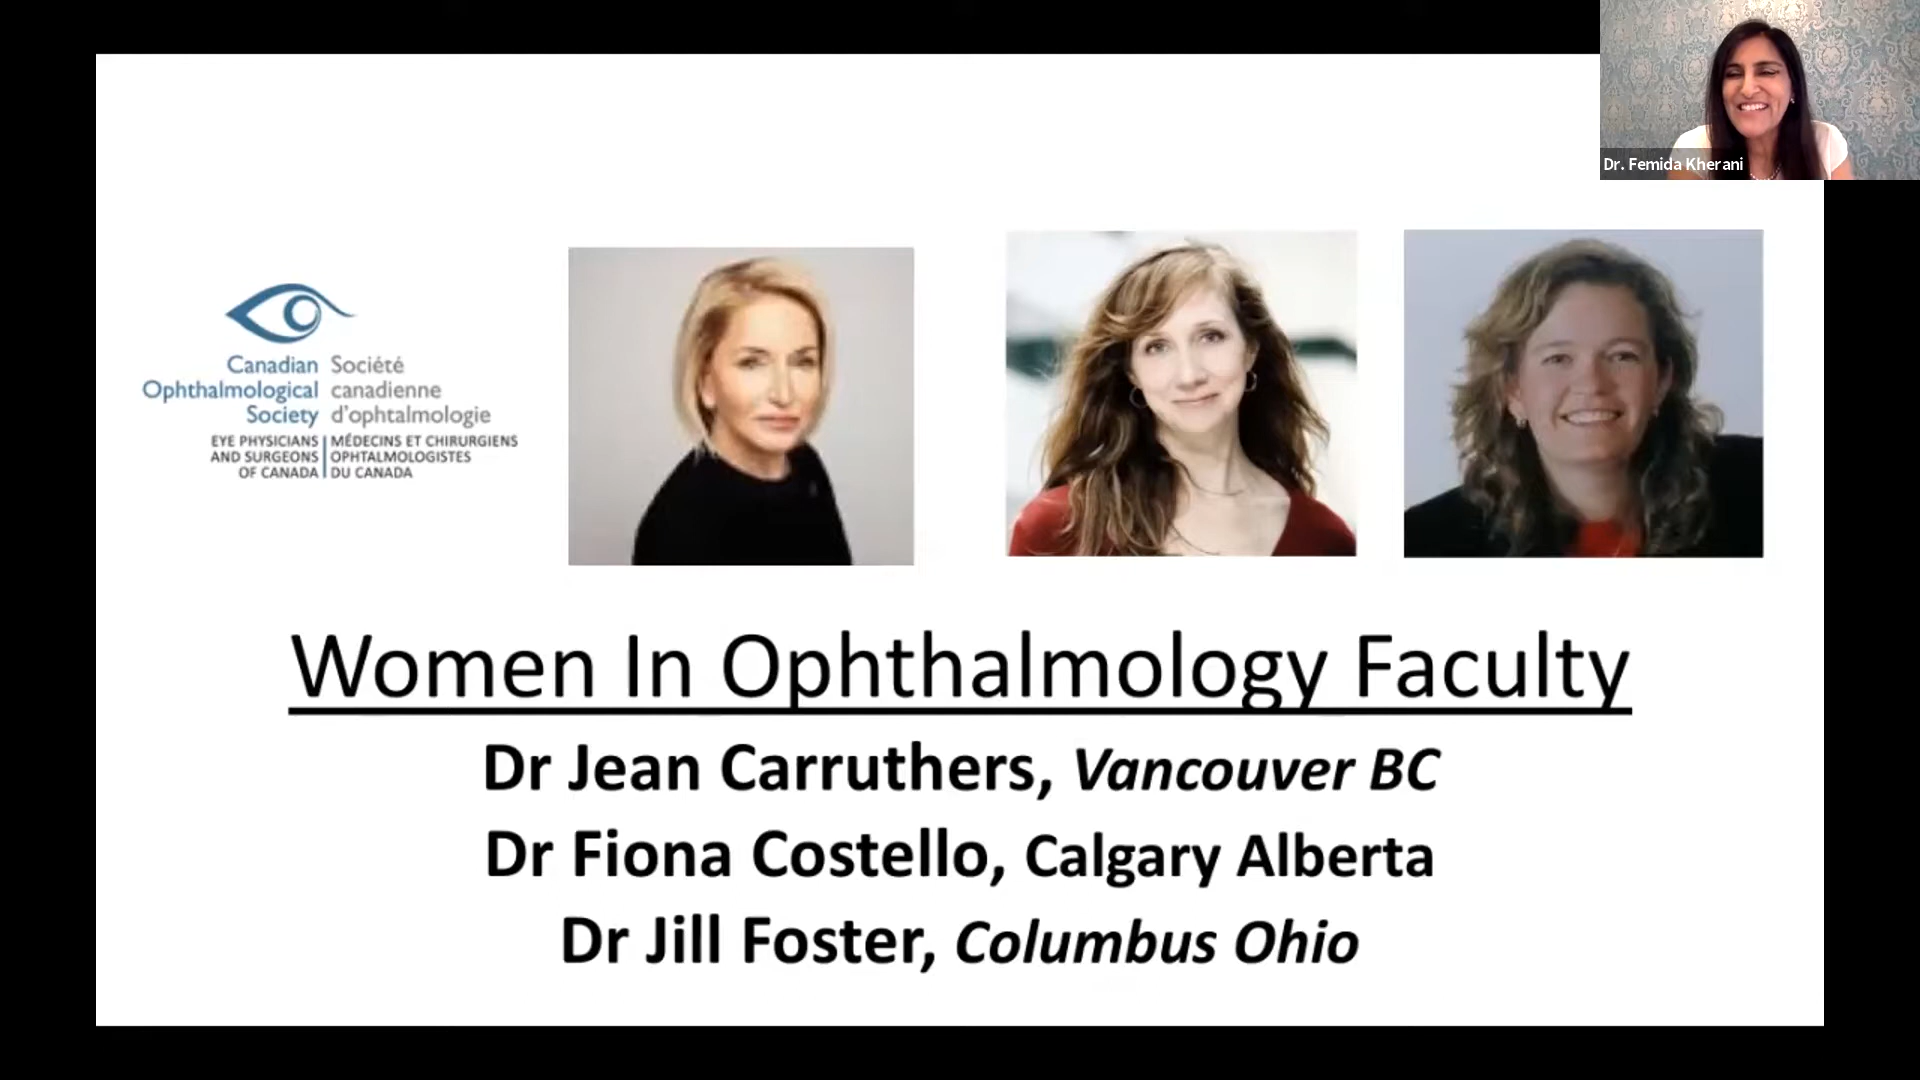 Dr. Femida Kherani
Canadian
Ophthalmological
Society
Société
canadienne
d'ophtalmologie
EYE PHYSICIANS
AND SURGEONS
OF CANADA
MÉDECINS ET CHIRURGIENS
OPHTALMOLOGISTES
DU CANADA
Women In Ophthalmology Faculty
Dr Jean Carruthers, Vancouver BC
Dr Fiona Costello, Calgary Alberta
Dr Jill Foster, Columbus Ohio